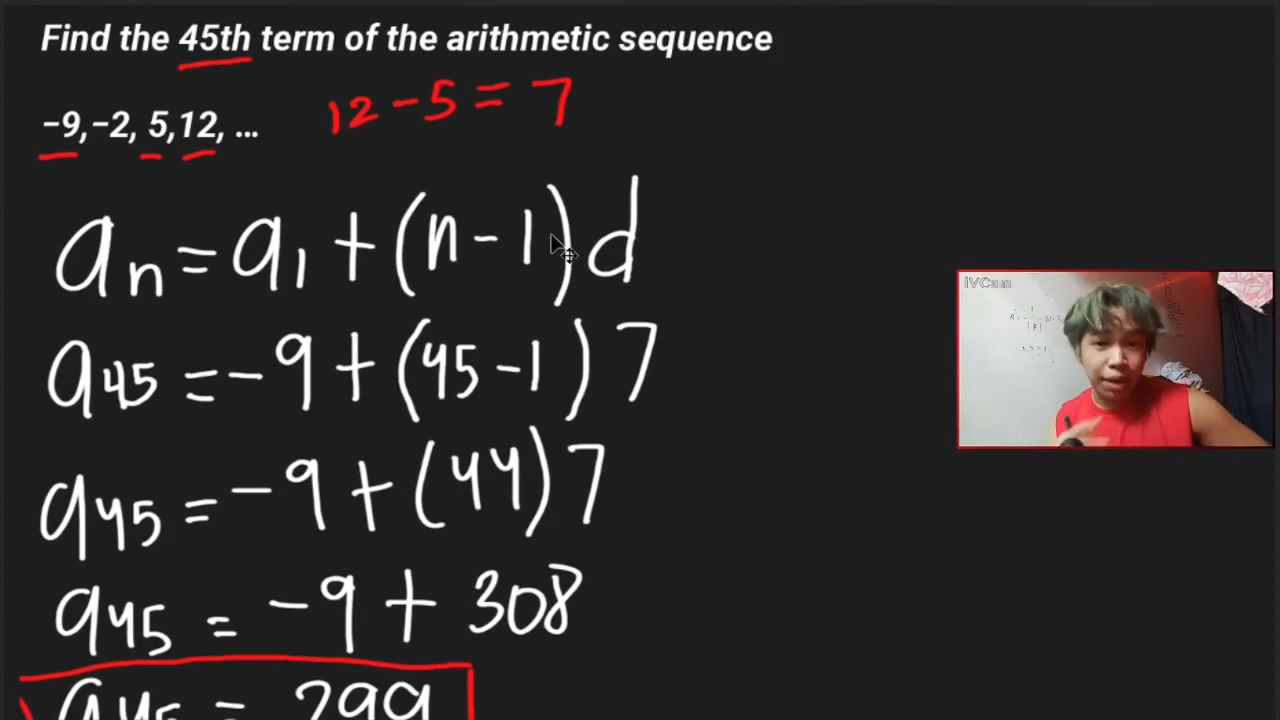 Find the 45th term of the arithmetic sequence
−9,−2, 5,12, ...
12 - 5 = 7
an = a1 + (n - 1) d
a45 = - 9 + (45 - 1) 7
a45 = - 9 + (44) 7
a45 = - 9 + 308
a45 = 299
iVCam